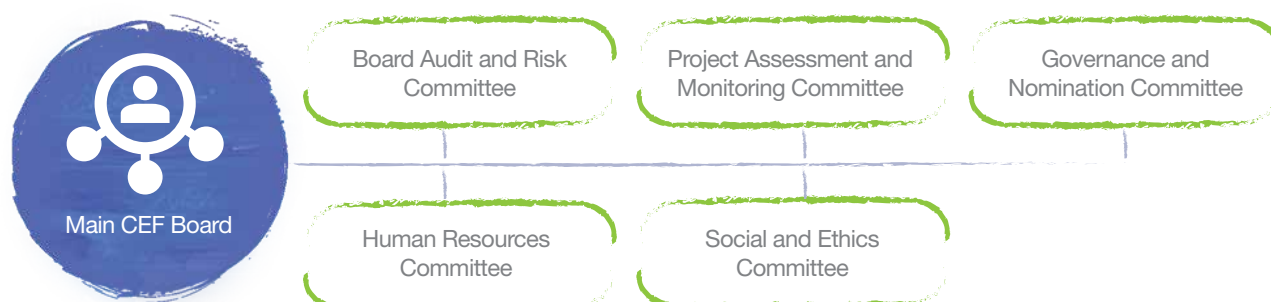 Main CEF Board
Board Audit and Risk
Committee
Project Assessment and
Monitoring Committee
Governance and
Nomination Committee
Human Resources
Committee
Social and Ethics
Committee